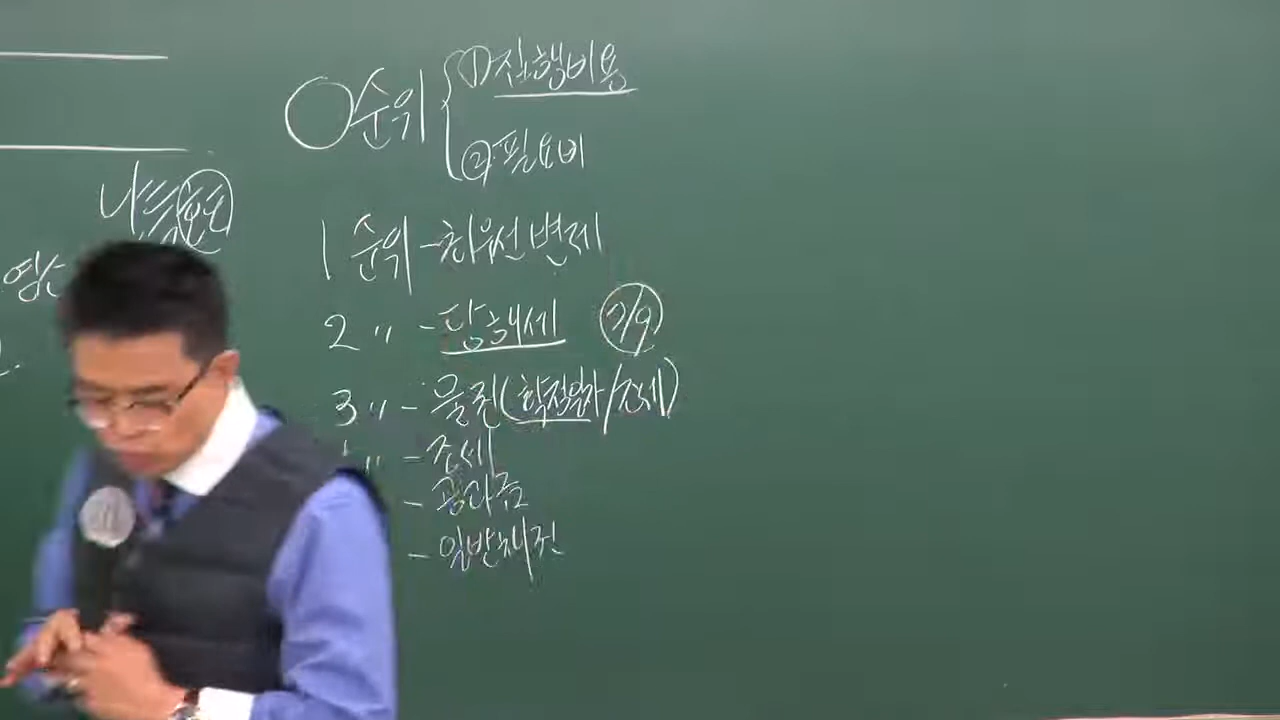 ○순위 ① 집행비용
② 필요비
1 순위 - 최우선변제
2 〃 - 당해세 7/9
3 〃 - 물권(확정일자/조세)
〃 - 조세
- 공과금
- 일반채권